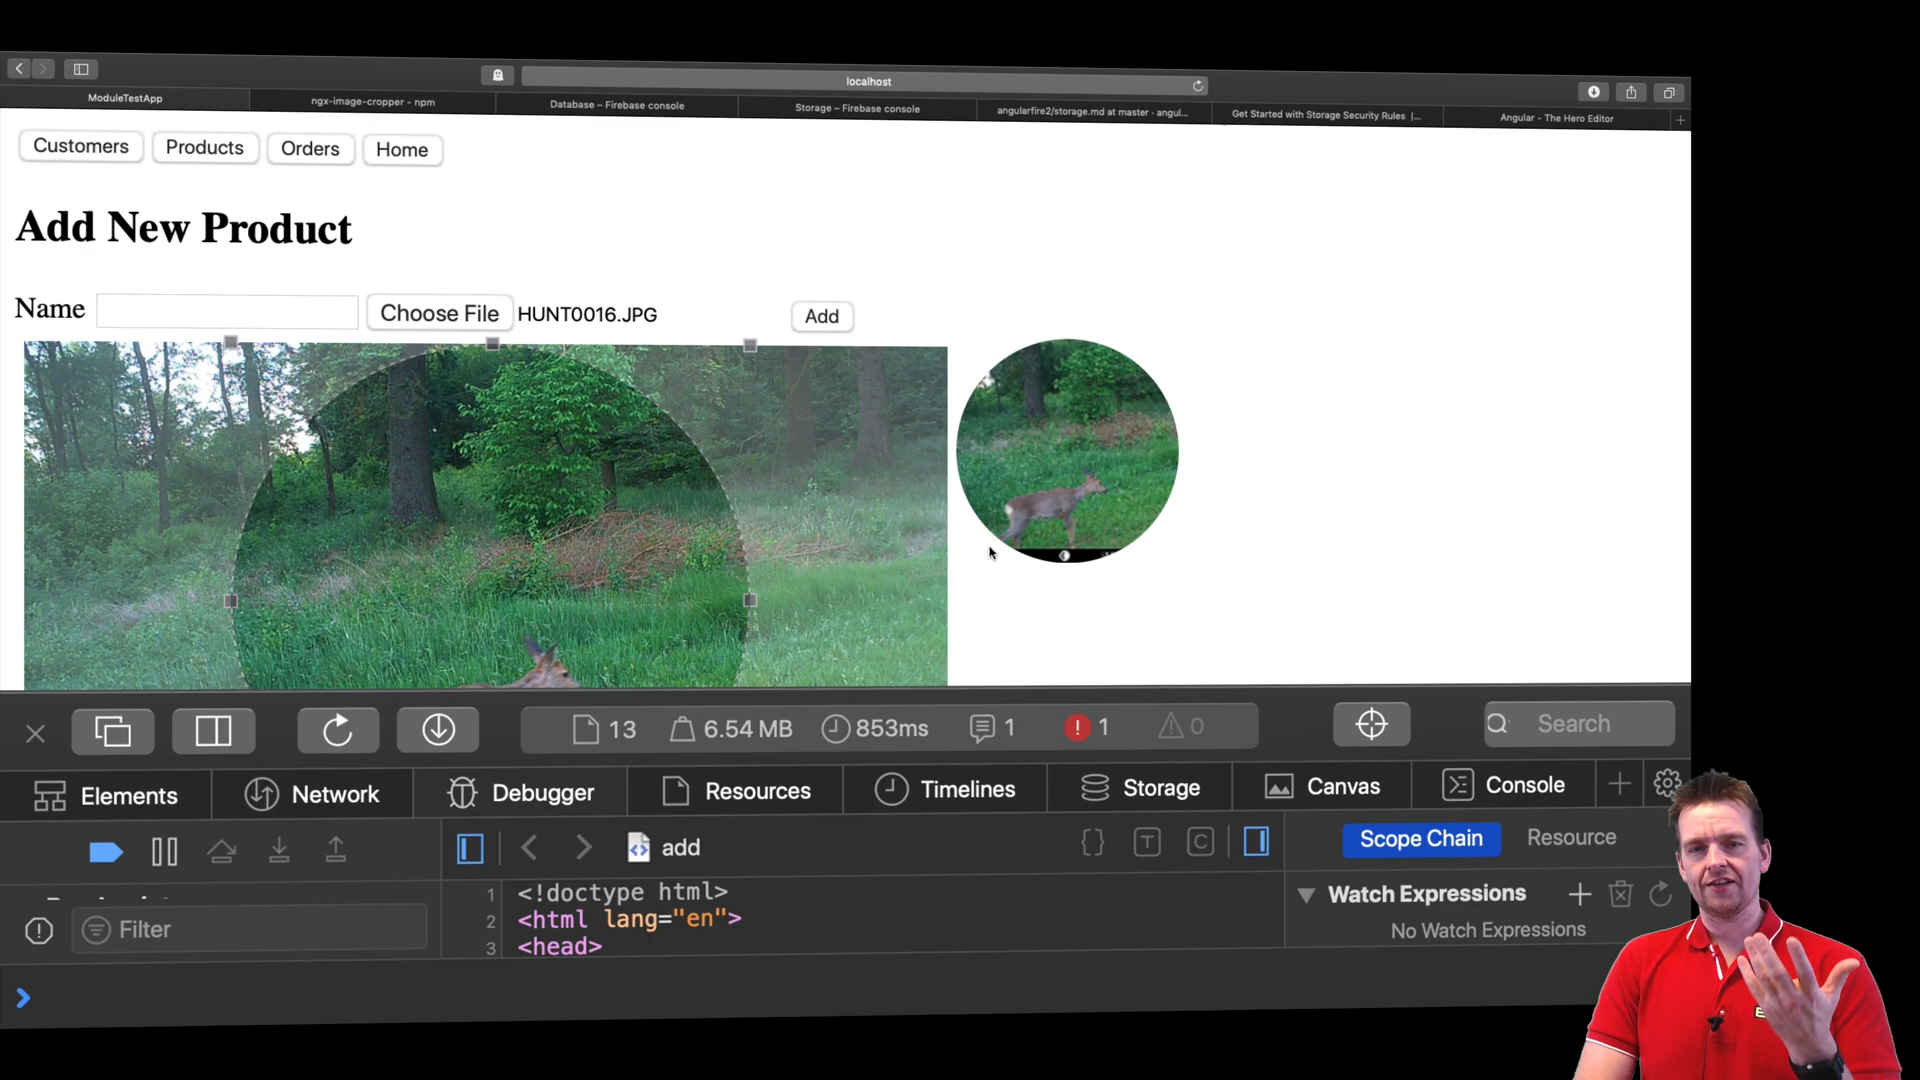 localhost
ModuleTestApp
ngx-image-cropper - npm
Database – Firebase console
Storage – Firebase console
angularfire2/storage.md at master · angul...
Get Started with Storage Security Rules |...
Angular - The Hero Editor
Customers
Products
Orders
Home
Add New Product
Name
Choose File
HUNT0016.JPG
Add
13
6.54 MB
853ms
1
1
0
Search
Elements
Network
Debugger
Resources
Timelines
Storage
Canvas
Console
add
{}
T
C
Scope Chain
Resource
1 <!doctype html>
2 <html lang="en">
3 <head>
Watch Expressions
No Watch Expressions
Filter